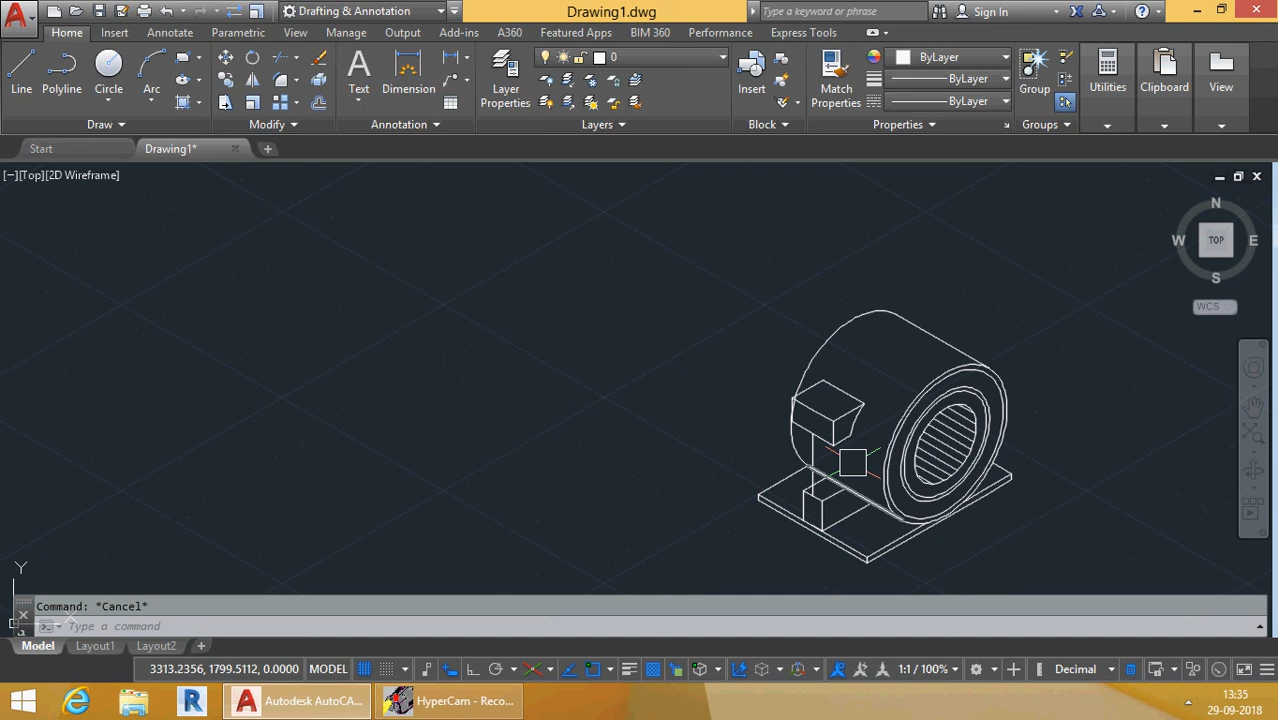 Drafting & Annotation
Drawing1.dwg
Type a keyword or phrase
Sign In
Home Insert Annotate Parametric View Manage Output Add-ins A360 Featured Apps BIM 360 Performance Express Tools
Line Polyline Circle Arc
Text Dimension
Layer Properties
0
Insert
Match Properties
ByLayer
ByLayer
ByLayer
Group
Utilities
Clipboard
View
Draw Modify Annotation Layers Block Properties Groups
Start Drawing1*
[−][Top][2D Wireframe]
N
W TOP E
S
WCS
Y
X
Command: *Cancel*
Type a command
Model Layout1 Layout2
3313.2356, 1799.5112, 0.0000 MODEL 1:1 / 100% Decimal
Autodesk AutoCA... HyperCam - Reco...
13:35
29-09-2018